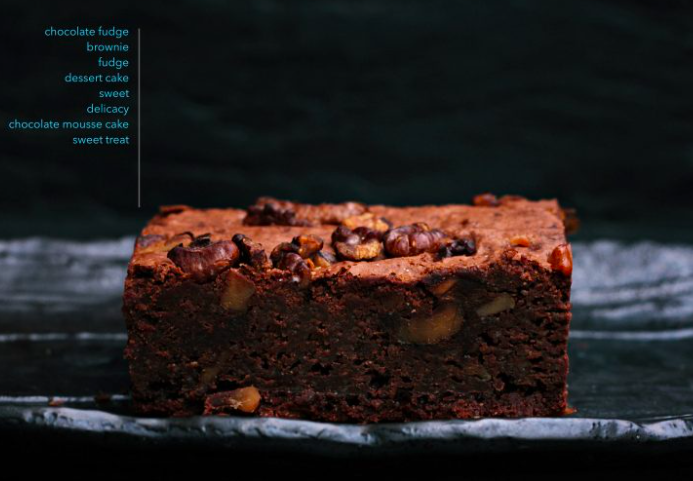 chocolate fudge
brownie
fudge
dessert cake
sweet
delicacy
chocolate mousse cake
sweet treat